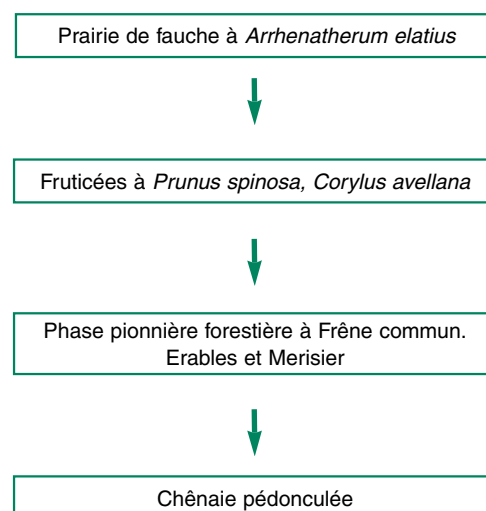 Prairie de fauche à Arrhenatherum elatius
Fruticées à Prunus spinosa, Corylus avellana
Phase pionnière forestière à Frêne commun.
Erables et Merisier
Chênaie pédonculée